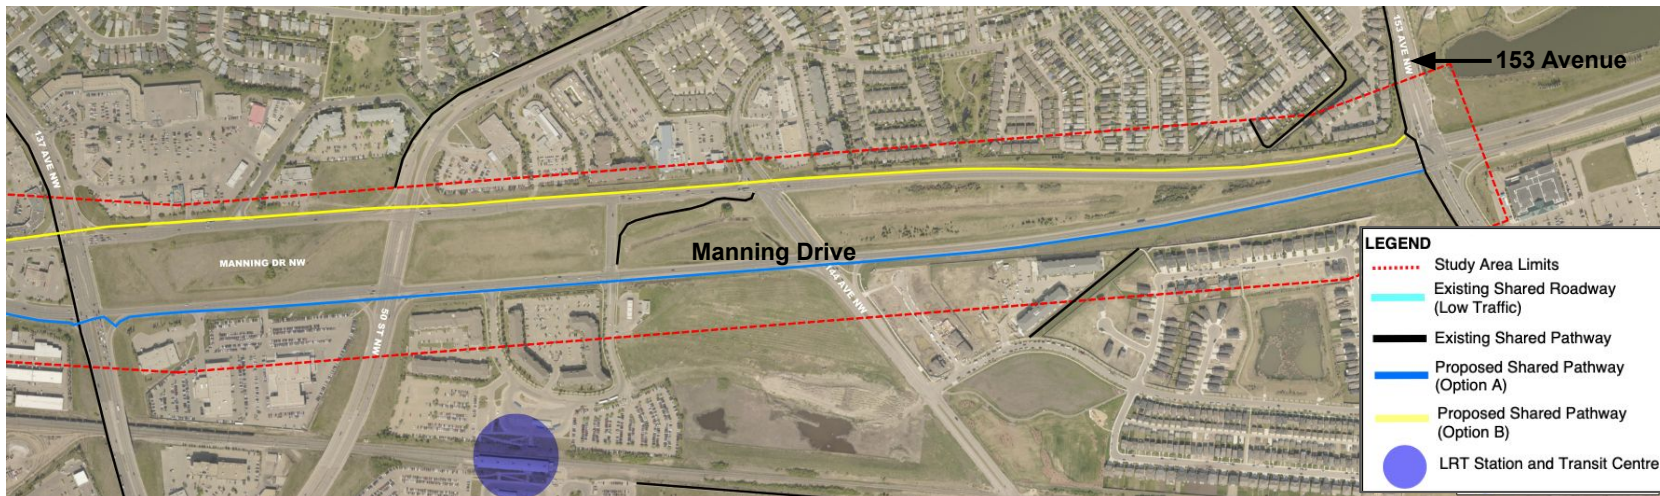 153 AVE NW
153 Avenue
137 AVE NW
Manning Drive
MANNING DR NW
144 AVE NW
50 ST NW
LEGEND
Study Area Limits
Existing Shared Roadway
(Low Traffic)
Existing Shared Pathway
Proposed Shared Pathway
(Option A)
Proposed Shared Pathway
(Option B)
LRT Station and Transit Centre